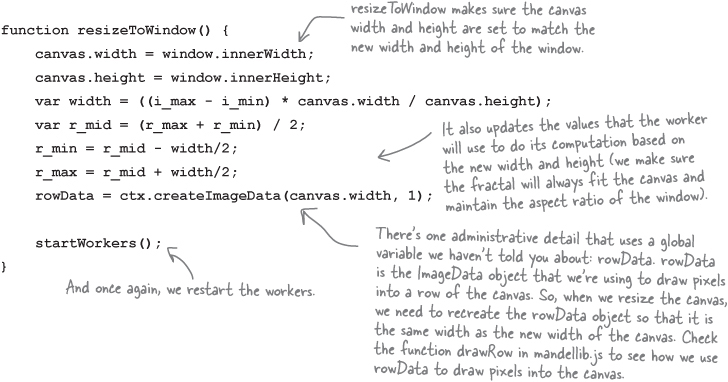 resizeToWindow makes sure the canvas
width and height are set to match the
new width and height of the window.
function resizeToWindow() {
canvas.width = window.innerWidth;
canvas.height = window.innerHeight;
var width = ((i_max - i_min) * canvas.width / canvas.height);
var r_mid = (r_max + r_min) / 2;
r_min = r_mid - width/2;
r_max = r_mid + width/2;
rowData = ctx.createImageData(canvas.width, 1);
It also updates the values that the worker
will use to do its computation based on
the new width and height (we make sure
the fractal will always fit the canvas and
maintain the aspect ratio of the window).
startWorkers();
}
And once again, we restart the workers.
There's one administrative detail that uses a global
variable we haven't told you about: rowData. rowData
is the ImageData object that we're using to draw pixels
into a row of the canvas. So, when we resize the canvas,
we need to recreate the rowData object so that it is
the same width as the new width of the canvas. Check
the function drawRow in mandellib.js to see how we use
rowData to draw pixels into the canvas.